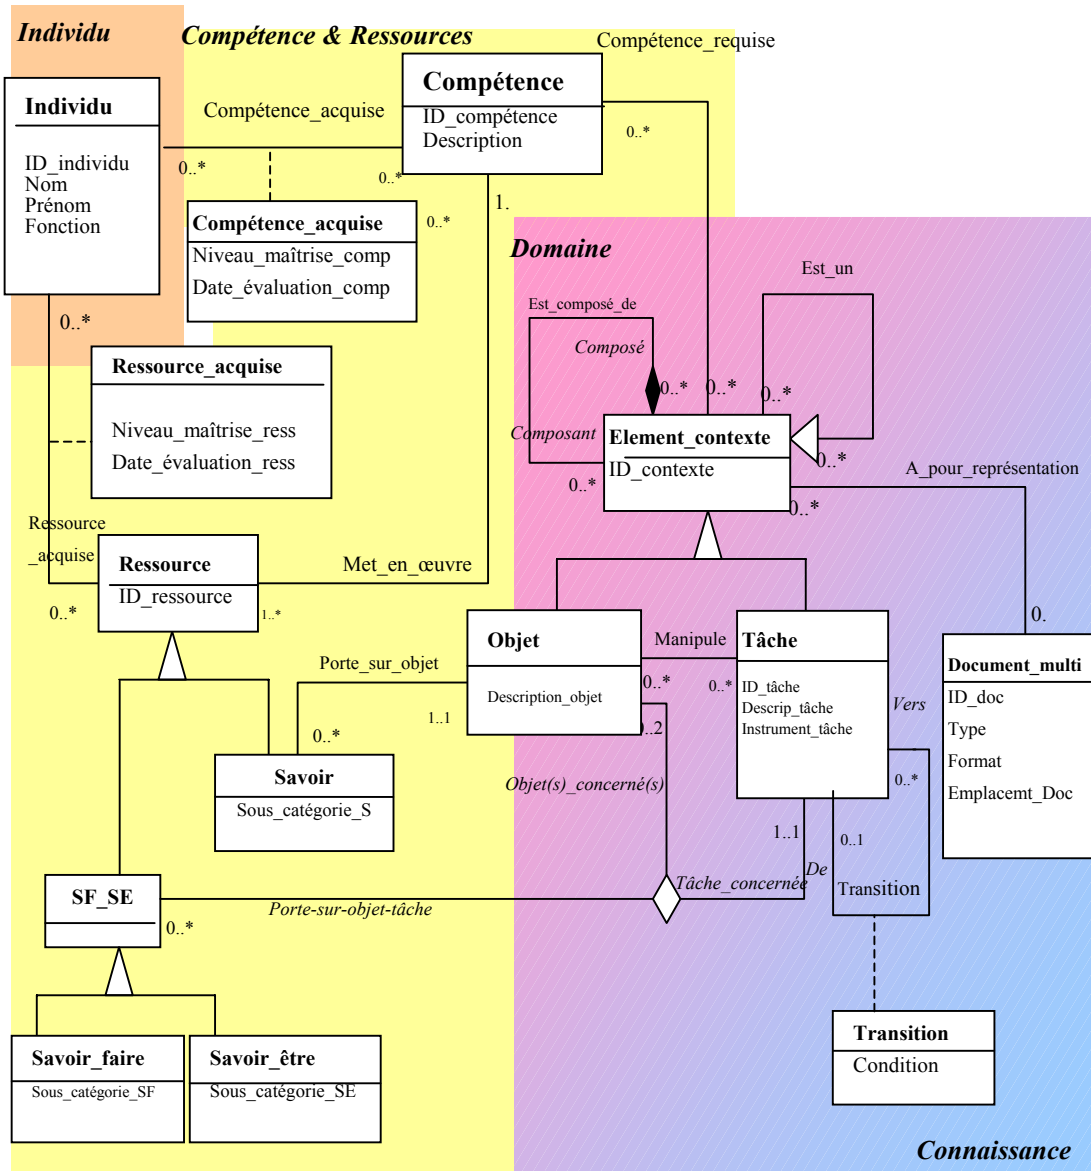 Individu
Compétence & Ressources
Compétence_requise
Individu
ID_individu
Nom
Prénom
Fonction
Compétence_acquise
0..*
0..*
Compétence
ID_compétence
Description
0..*
1.
0..*
Compétence_acquise
Niveau_maîtrise_comp
Date_évaluation_comp
Domaine
Est_un
Est_composé_de
Composé
0..*
0..*
0..*
0..*
Ressource_acquise
Niveau_maîtrise_ress
Date_évaluation_ress
Composant
0..*
Element_contexte
ID_contexte
0..*
A_pour_représentation
0..*
Ressource
_acquise
0..*
Ressource
ID_ressource
1..*
Met_en_œuvre
0.
Objet
Description_objet
Manipule
0..*
0..*
Tâche
ID_tâche
Descrip_tâche
Instrument_tâche
Vers
0..*
Document_multi
ID_doc
Type
Format
Emplacemt_Doc
Porte_sur_objet
1..1
0..*
0..2
Savoir
Sous_catégorie_S
Objet(s)_concerné(s)
1..1
0..1
De
Transition
Tâche_concernée
SF_SE
0..*
Porte-sur-objet-tâche
Savoir_faire
Sous_catégorie_SF
Savoir_être
Sous_catégorie_SE
Transition
Condition
Connaissance